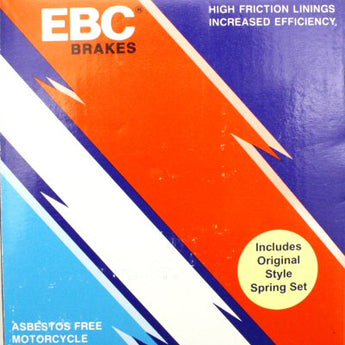 EBC®
BRAKES
HIGH FRICTION LININGS
INCREASED EFFICIENCY,
Includes
Original
Style
Spring Set
ASBESTOS FREE
MOTORCYCLE